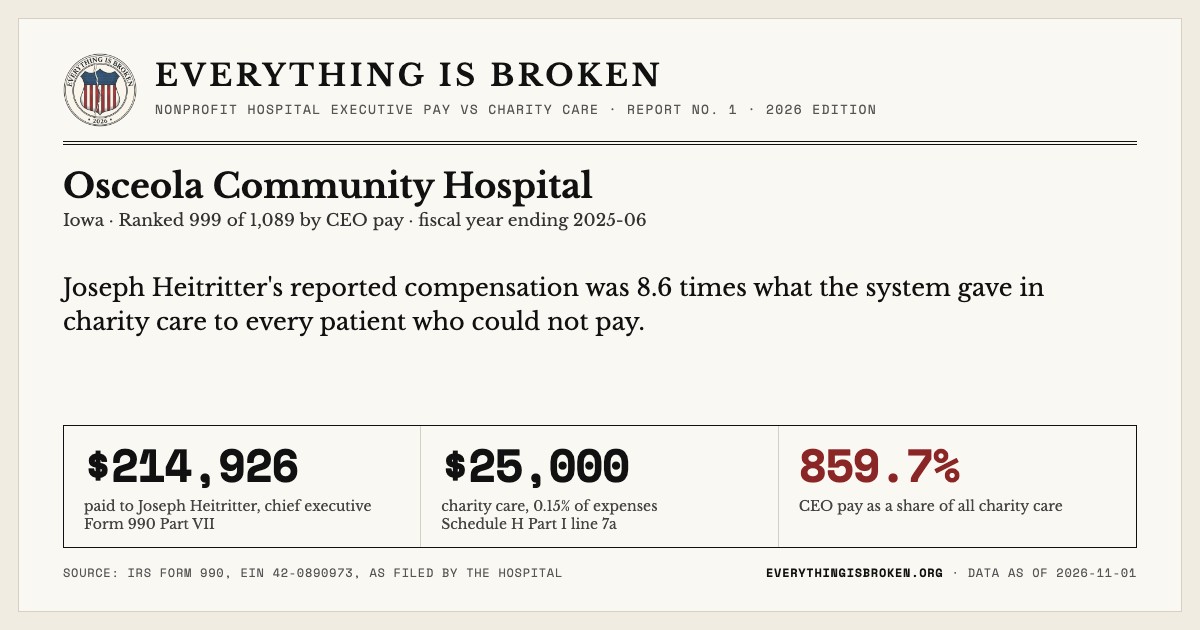 EVERYTHING IS BROKEN
2026
EVERYTHING IS BROKEN
NONPROFIT HOSPITAL EXECUTIVE PAY VS CHARITY CARE · REPORT NO. 1 · 2026 EDITION
Osceola Community Hospital
Iowa · Ranked 999 of 1,089 by CEO pay · fiscal year ending 2025-06
Joseph Heitritter's reported compensation was 8.6 times what the system gave in
charity care to every patient who could not pay.
$214,926
paid to Joseph Heitritter, chief executive
Form 990 Part VII
$25,000
charity care, 0.15% of expenses
Schedule H Part I line 7a
859.7%
CEO pay as a share of all charity care
SOURCE: IRS FORM 990, EIN 42-0890973, AS FILED BY THE HOSPITAL
EVERYTHINGISBROKEN.ORG · DATA AS OF 2026-11-01